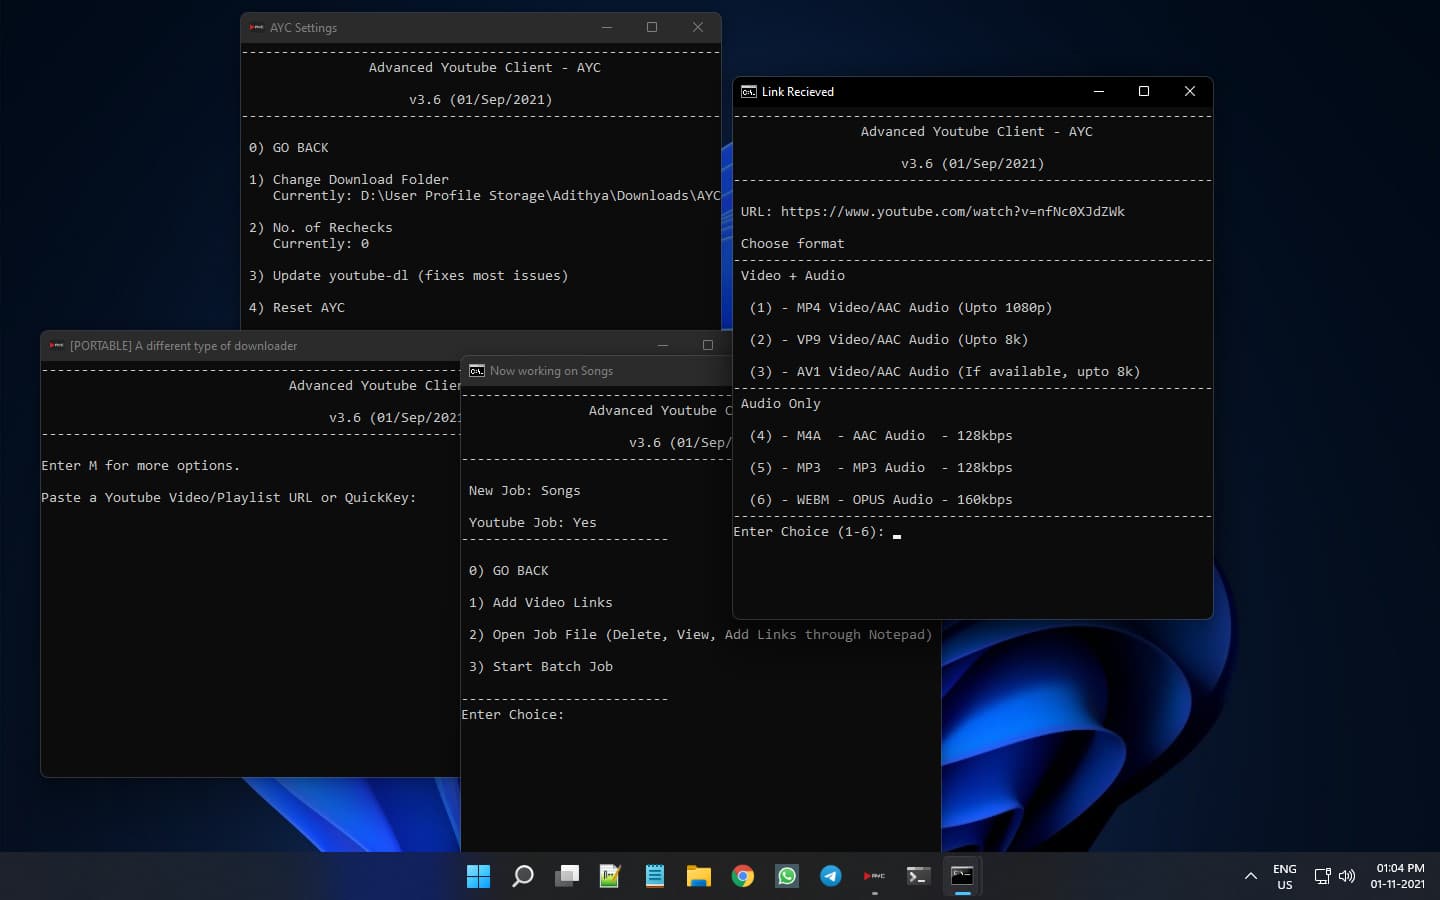 AYC Settings
--------------------------------------------------------------
Advanced Youtube Client - AYC
v3.6 (01/Sep/2021)
--------------------------------------------------------------
0) GO BACK
1) Change Download Folder
Currently: D:\User Profile Storage\Adithya\Downloads\AYC
2) No. of Rechecks
Currently: 0
3) Update youtube-dl (fixes most issues)
4) Reset AYC
[PORTABLE] A different type of downloader
Advanced Youtube Clien
v3.6 (01/Sep/2021
Enter M for more options.
Paste a Youtube Video/Playlist URL or QuickKey:
Now working on Songs
Advanced Youtube C
v3.6 (01/Sep/
New Job: Songs
Youtube Job: Yes
-------------------------
0) GO BACK
1) Add Video Links
2) Open Job File (Delete, View, Add Links through Notepad)
3) Start Batch Job
-------------------------
Enter Choice:
Link Recieved
Advanced Youtube Client - AYC
v3.6 (01/Sep/2021)
URL: https://www.youtube.com/watch?v=nfNc0XJdZWk
Choose format
Video + Audio
(1) - MP4 Video/AAC Audio (Upto 1080p)
(2) - VP9 Video/AAC Audio (Upto 8k)
(3) - AV1 Video/AAC Audio (If available, upto 8k)
Audio Only
(4) - M4A - AAC Audio - 128kbps
(5) - MP3 - MP3 Audio - 128kbps
(6) - WEBM - OPUS Audio - 160kbps
Enter Choice (1-6):
AYC
ENG
US
01:04 PM
01-11-2021